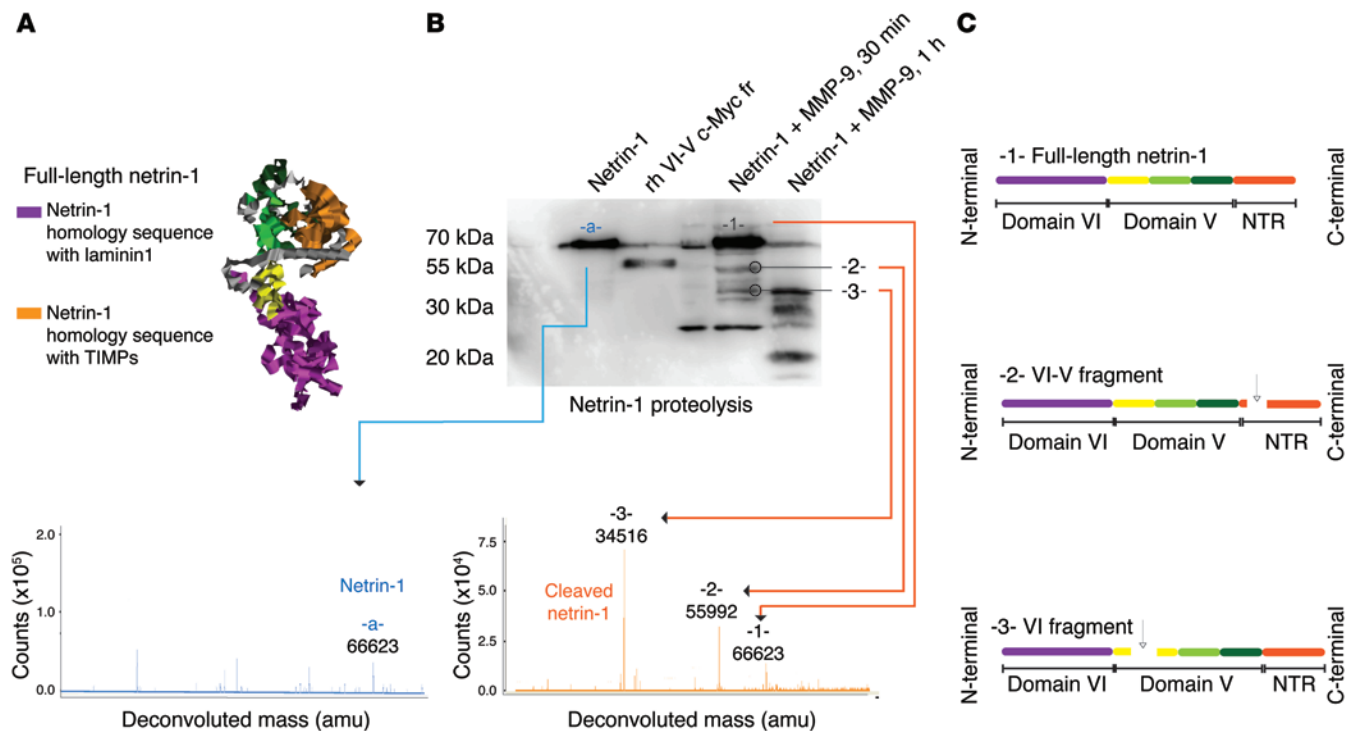 A
Full-length netrin-1
Netrin-1
homology sequence
with laminin1
Netrin-1
homology sequence
with TIMPs
B
Netrin-1
rh VI-V c-Myc fr
Netrin-1 + MMP-9, 30 min
Netrin-1 + MMP-9, 1 h
-a-
-1-
70 kDa
55 kDa
30 kDa
20 kDa
-2-
-3-
Netrin-1 proteolysis
Counts (x10⁵)
2.0
1.0
0.0
Netrin-1
-a-
66623
Deconvoluted mass (amu)
Counts (x10⁴)
7.5
5.0
2.5
0.0
Cleaved
netrin-1
-3-
34516
-2-
55992
-1-
66623
Deconvoluted mass (amu)
C
N-terminal
-1- Full-length netrin-1
Domain VI
Domain V
NTR
C-terminal
N-terminal
-2- VI-V fragment
Domain VI
Domain V
NTR
C-terminal
N-terminal
-3- VI fragment
Domain VI
Domain V
NTR
C-terminal